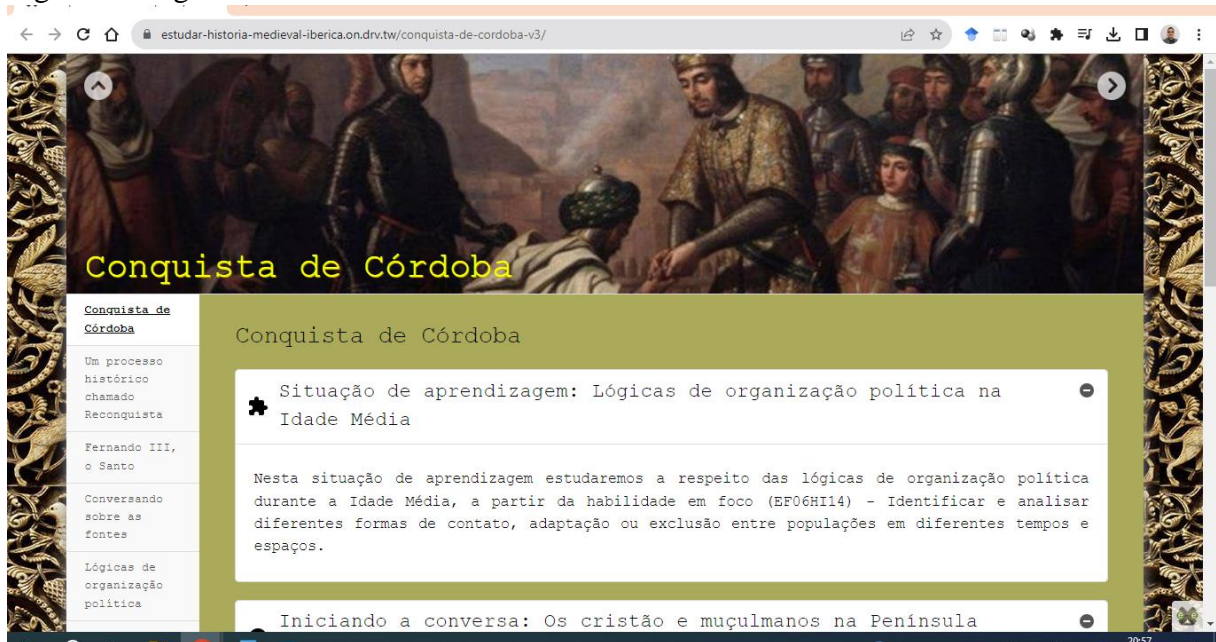 estudar-historia-medieval-iberica.on.drv.tw/conquista-de-cordoba-v3/
Conquista de Córdoba
Conquista de
Córdoba
Um processo
histórico
chamado
Reconquista
Fernando III,
o Santo
Conversando
sobre as
fontes
Lógicas de
organização
política
Conquista de Córdoba
Situação de aprendizagem: Lógicas de organização política na
Idade Média
Nesta situação de aprendizagem estudaremos a respeito das lógicas de organização política
durante a Idade Média, a partir da habilidade em foco (EF06HI14) - Identificar e analisar
diferentes formas de contato, adaptação ou exclusão entre populações em diferentes tempos e
espaços.
Iniciando a conversa: Os cristão e muçulmanos na Península
20:57